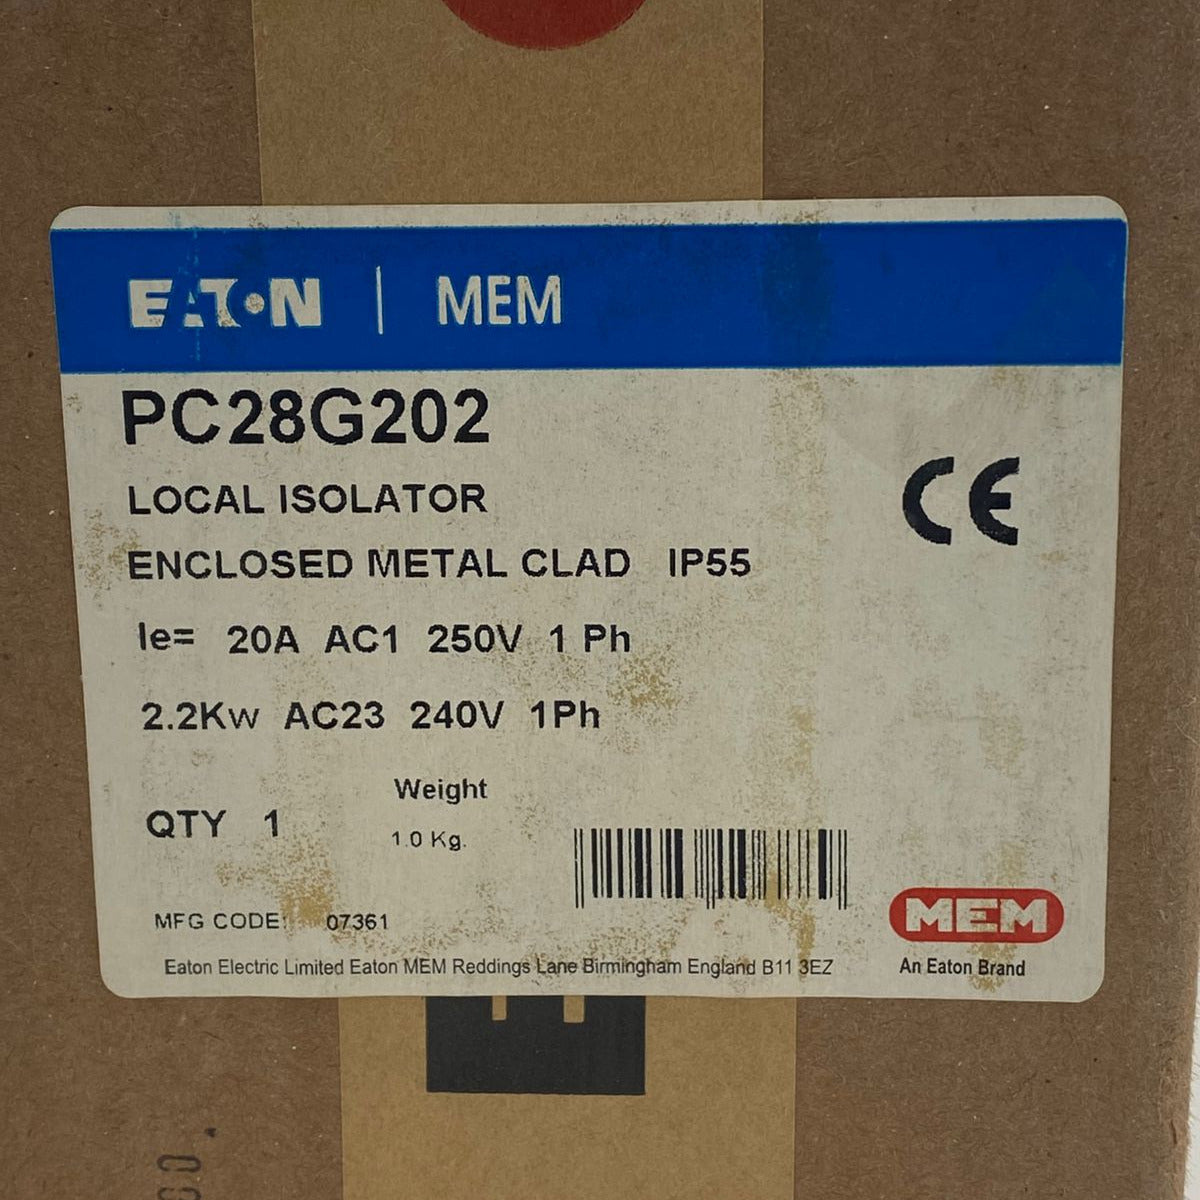 EATON | MEM
PC28G202
LOCAL ISOLATOR
CE
ENCLOSED METAL CLAD IP55
Ie= 20A AC1 250V 1 Ph
2.2Kw AC23 240V 1Ph
Weight
QTY 1
1.0 Kg.
MFG CODE: 07361
MEM
Eaton Electric Limited Eaton MEM Reddings Lane Birmingham England B11 3EZ
An Eaton Brand